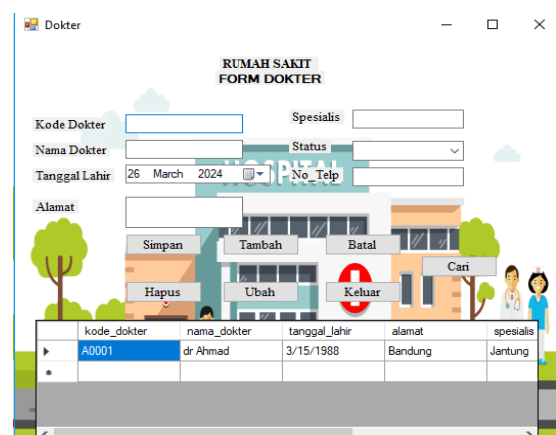 Dokter
RUMAH SAKIT
FORM DOKTER
Kode Dokter
Spesialis
Nama Dokter
Status
Tanggal Lahir 26 March 2024
No_Telp
HOSPITAL
Alamat
Simpan Tambah Batal
Cari
Hapus Ubah Keluar
kode_dokter nama_dokter tanggal_lahir alamat spesialis
A0001 dr Ahmad 3/15/1988 Bandung Jantung